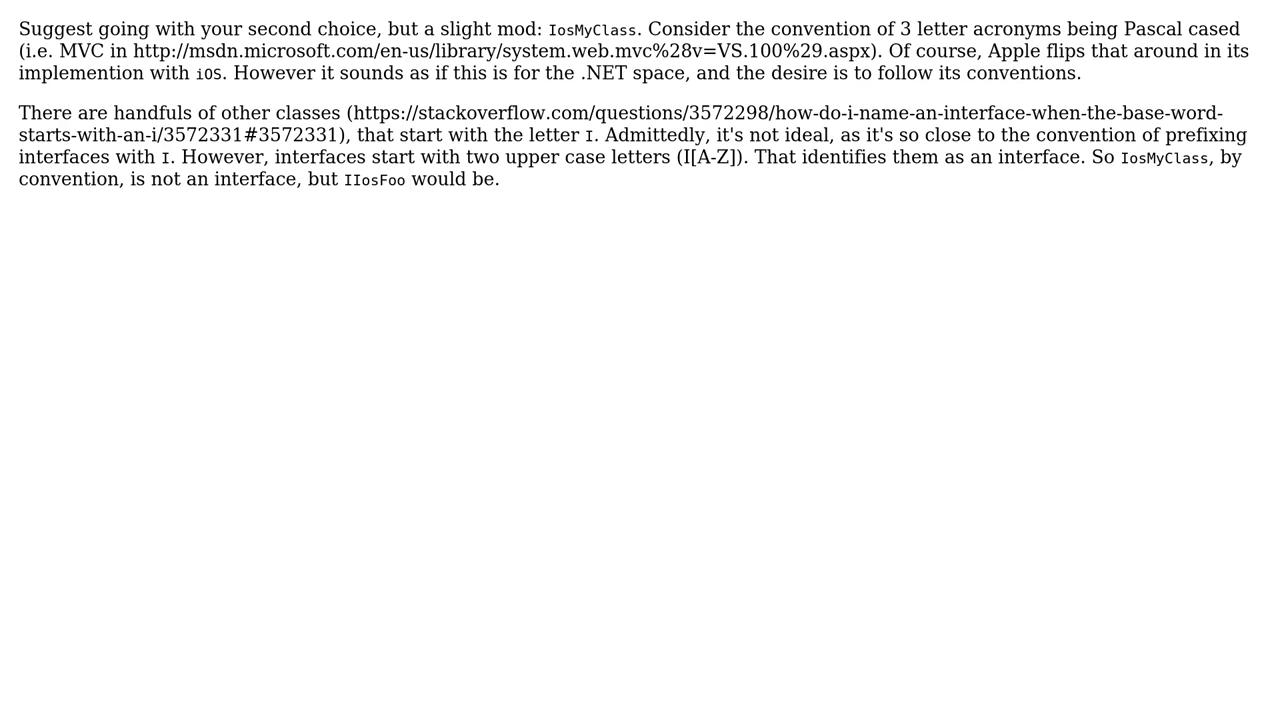 Suggest going with your second choice, but a slight mod: IosMyClass. Consider the convention of 3 letter acronyms being Pascal cased
(i.e. MVC in http://msdn.microsoft.com/en-us/library/system.web.mvc%28v=VS.100%29.aspx). Of course, Apple flips that around in its
implemention with iOS. However it sounds as if this is for the .NET space, and the desire is to follow its conventions.
There are handfuls of other classes (https://stackoverflow.com/questions/3572298/how-do-i-name-an-interface-when-the-base-word-
starts-with-an-i/3572331#3572331), that start with the letter I. Admittedly, it's not ideal, as it's so close to the convention of prefixing
interfaces with I. However, interfaces start with two upper case letters (I[A-Z]). That identifies them as an interface. So IosMyClass, by
convention, is not an interface, but IIosFoo would be.